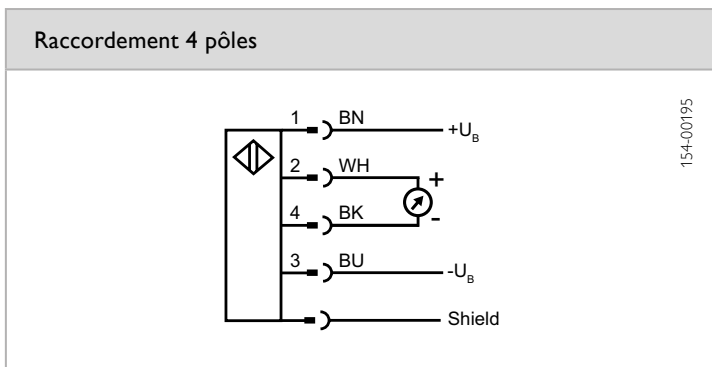 Raccordement 4 pôles
1 BN +U_B
2 WH +
4 BK -
3 BU -U_B
Shield
154-00195